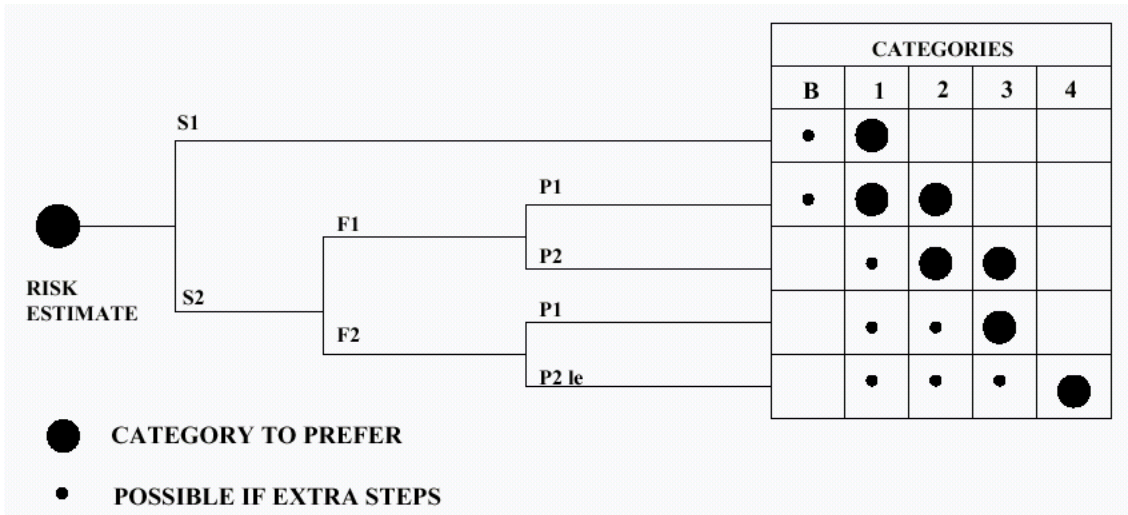 CATEGORIES
B 1 2 3 4
S1
P1
F1
P2
RISK
ESTIMATE
S2
P1
F2
P2 le
CATEGORY TO PREFER
POSSIBLE IF EXTRA STEPS